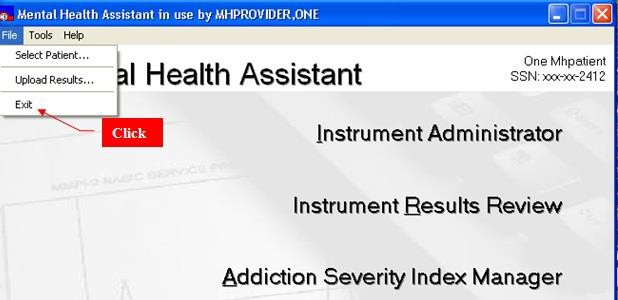 Mental Health Assistant in use by MHPROVIDER,ONE
File Tools Help
Select Patient...
Upload Results...
Exit
Click
al Health Assistant
One Mhpatient
SSN: xxx-xx-2412
Instrument Administrator
Instrument Results Review
Addiction Severity Index Manager